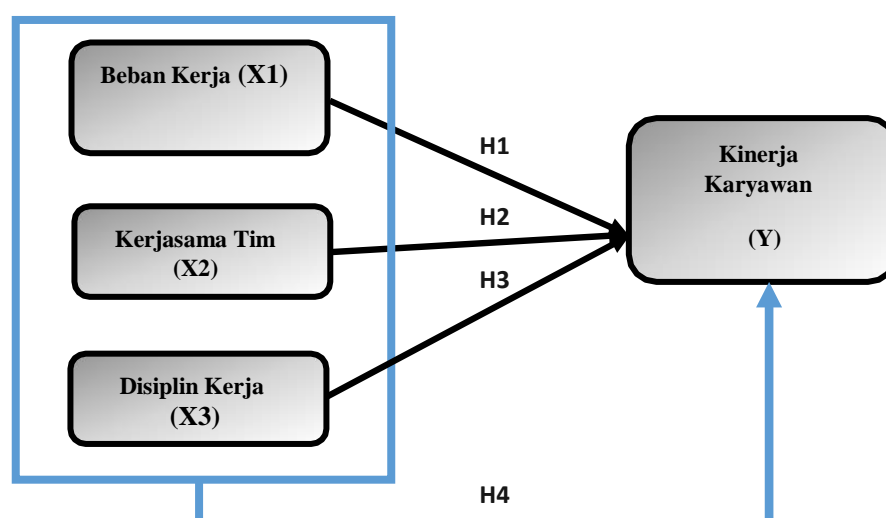 Beban Kerja (X1)
H1
Kinerja
Karyawan
(Y)
Kerjasama Tim
(X2)
H2
H3
Disiplin Kerja
(X3)
H4